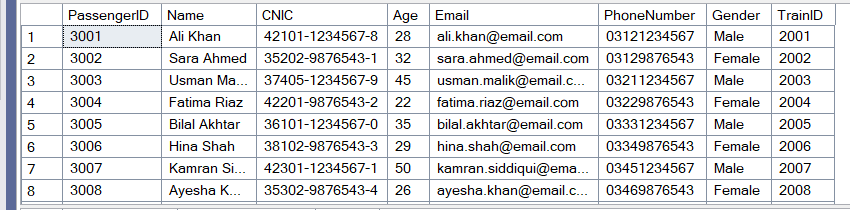 PassengerID Name CNIC Age Email PhoneNumber Gender TrainID
1 3001 Ali Khan 42101-1234567-8 28 ali.khan@email.com 03121234567 Male 2001
2 3002 Sara Ahmed 35202-9876543-1 32 sara.ahmed@email.com 03129876543 Female 2002
3 3003 Usman Ma... 37405-1234567-9 45 usman.malik@email.c... 03211234567 Male 2003
4 3004 Fatima Riaz 42201-9876543-2 22 fatima.riaz@email.com 03229876543 Female 2004
5 3005 Bilal Akhtar 36101-1234567-0 35 bilal.akhtar@email.com 03331234567 Male 2005
6 3006 Hina Shah 38102-9876543-3 29 hina.shah@email.com 03349876543 Female 2006
7 3007 Kamran Si... 42301-1234567-1 50 kamran.siddiqui@ema... 03451234567 Male 2007
8 3008 Ayesha K... 35302-9876543-4 26 ayesha.khan@email.c... 03469876543 Female 2008